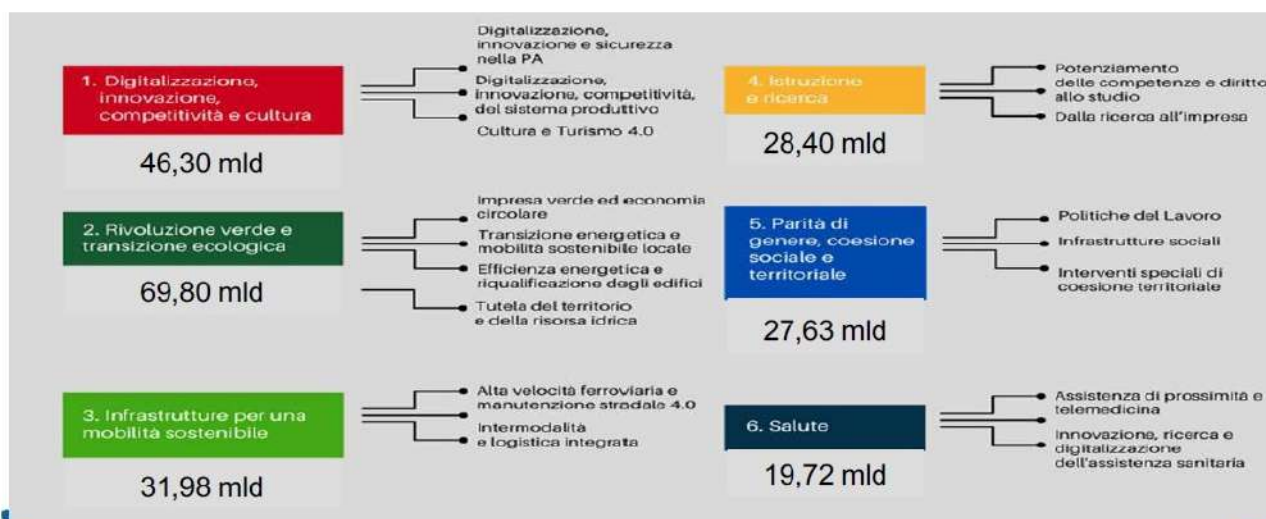 1. Digitalizzazione,
innovazione,
competitività e cultura
46,30 mld
Digitalizzazione,
innovazione e sicurezza
nella PA
Digitalizzazione,
innovazione, competitività,
del sistema produttivo
Cultura e Turismo 4.0
2. Rivoluzione verde e
transizione ecologica
69,80 mld
Impresa verde ed economia
circolare
Transizione energetica e
mobilità sostenibile locale
Efficienza energetica e
riqualificazione degli edifici
Tutela del territorio
e della risorsa idrica
3. Infrastrutture per una
mobilità sostenibile
31,98 mld
Alta velocità ferroviaria e
manutenzione stradale 4.0
Intermodalità
e logistica integrata
4. Istruzione
e ricerca
28,40 mld
Potenziamento
delle competenze e diritto
allo studio
Dalla ricerca all'impresa
5. Parità di
genere, coesione
sociale e
territoriale
27,63 mld
Politiche del Lavoro
Infrastrutture sociali
Interventi speciali di
coesione territoriale
6. Salute
19,72 mld
Assistenza di prossimità e
telemedicina
Innovazione, ricerca e
digitalizzazione
dell'assistenza sanitaria